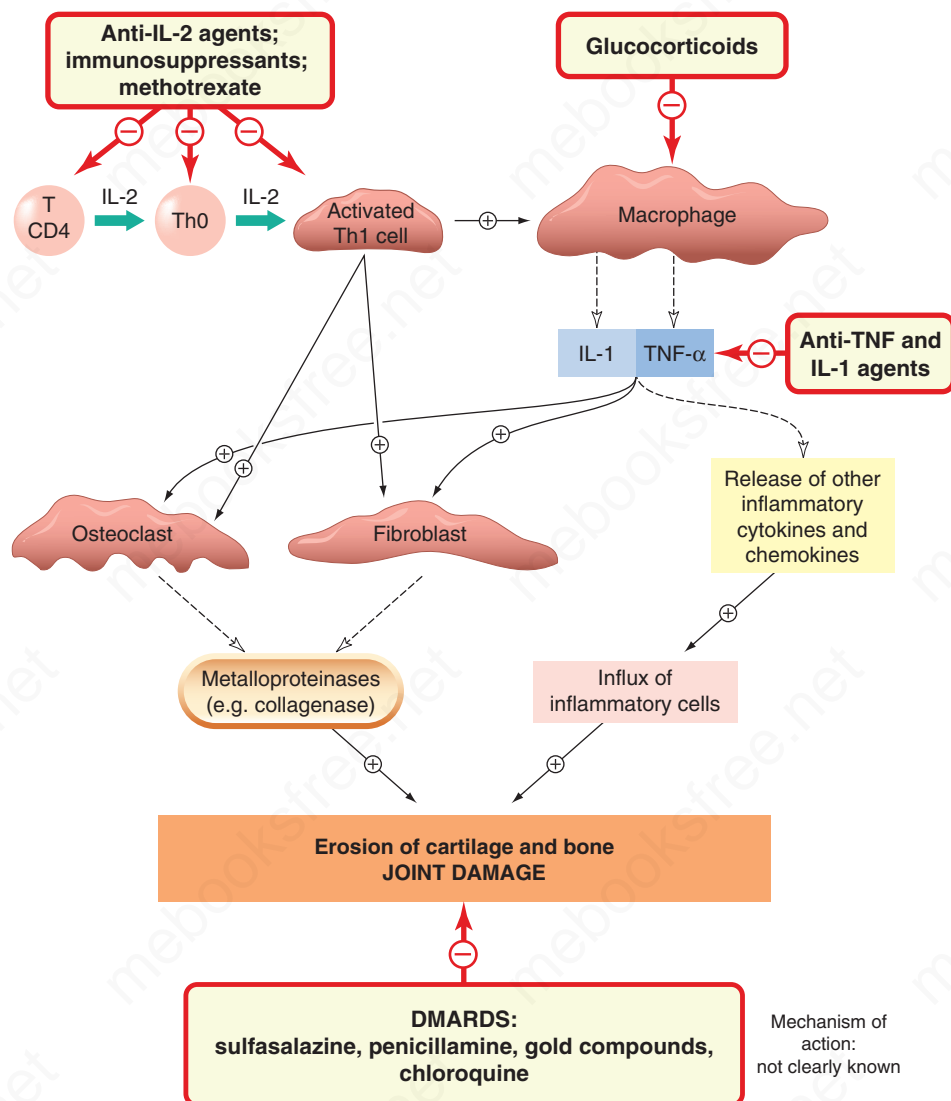 Anti-IL-2 agents;
immunosuppressants;
methotrexate
Glucocorticoids
T
CD4
IL-2
Th0
IL-2
Activated
Th1 cell
Macrophage
IL-1
TNF-α
Anti-TNF and
IL-1 agents
Osteoclast
Fibroblast
Release of other
inflammatory
cytokines and
chemokines
Metalloproteinases
(e.g. collagenase)
Influx of
inflammatory cells
Erosion of cartilage and bone
JOINT DAMAGE
DMARDS:
sulfasalazine, penicillamine, gold compounds,
chloroquine
Mechanism of
action:
not clearly known
mebooksfree.net